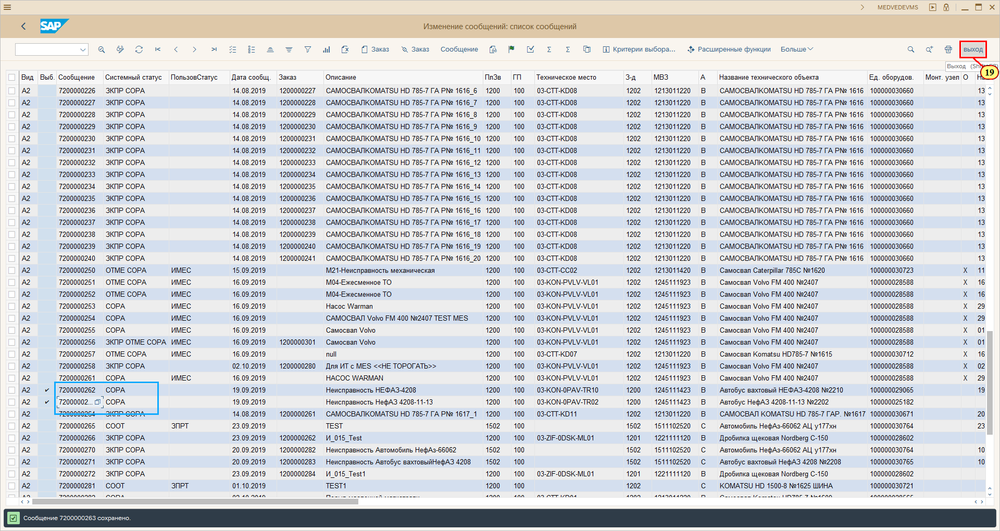 MEDVEDEVMS
SAP
Изменение сообщений: список сообщений
Заказ Заказ Сообщение Критерии выбора... Расширенные функции Больше выход
Выход (Shift+F3)
19
Вид Выб. Сообщение Системный статус ПользовСтатус Дата сообщ. Заказ Описание ПлЗв ГП Техническое место З-д МВЗ A Название технического объекта Ед. оборудов. Монт. узел О
A2 7200000226 ЗКПР СОРА 14.08.2019 1200000227 САМОСВАЛKOMATSU HD 785-7 ГА Р№ 1616_6 1200 100 03-CTT-KD08 1202 1213011220 B САМОСВАЛKOMATSU HD 785-7 ГА Р№ 1616 100000030660 13
A2 7200000227 ЗКПР СОРА 14.08.2019 1200000228 САМОСВАЛKOMATSU HD 785-7 ГА Р№ 1616_7 1200 100 03-CTT-KD08 1202 1213011220 B САМОСВАЛKOMATSU HD 785-7 ГА Р№ 1616 100000030660 13
A2 7200000228 ЗКПР СОРА 14.08.2019 1200000229 САМОСВАЛKOMATSU HD 785-7 ГА Р№ 1616_8 1200 100 03-CTT-KD08 1202 1213011220 B САМОСВАЛKOMATSU HD 785-7 ГА Р№ 1616 100000030660 13
A2 7200000229 ЗКПР СОРА 14.08.2019 1200000230 САМОСВАЛKOMATSU HD 785-7 ГА Р№ 1616_9 1200 100 03-CTT-KD08 1202 1213011220 B САМОСВАЛKOMATSU HD 785-7 ГА Р№ 1616 100000030660 13
A2 7200000230 ЗКПР СОРА 14.08.2019 1200000231 САМОСВАЛKOMATSU HD 785-7 ГА Р№ 1616_10 1200 100 03-CTT-KD08 1202 1213011220 B САМОСВАЛKOMATSU HD 785-7 ГА Р№ 1616 100000030660 13
A2 7200000231 ЗКПР СОРА 14.08.2019 1200000232 САМОСВАЛKOMATSU HD 785-7 ГА Р№ 1616_11 1200 100 03-CTT-KD08 1202 1213011220 B САМОСВАЛKOMATSU HD 785-7 ГА Р№ 1616 100000030660 13
A2 7200000232 ЗКПР СОРА 14.08.2019 1200000233 САМОСВАЛKOMATSU HD 785-7 ГА Р№ 1616_12 1200 100 03-CTT-KD08 1202 1213011220 B САМОСВАЛKOMATSU HD 785-7 ГА Р№ 1616 100000030660 13
A2 7200000233 ЗКПР СОРА 14.08.2019 1200000234 САМОСВАЛKOMATSU HD 785-7 ГА Р№ 1616_13 1200 100 03-CTT-KD08 1202 1213011220 B САМОСВАЛKOMATSU HD 785-7 ГА Р№ 1616 100000030660 13
A2 7200000234 ЗКПР СОРА 14.08.2019 1200000235 САМОСВАЛKOMATSU HD 785-7 ГА Р№ 1616_14 1200 100 03-CTT-KD08 1202 1213011220 B САМОСВАЛKOMATSU HD 785-7 ГА Р№ 1616 100000030660 13
A2 7200000235 ЗКПР СОРА 14.08.2019 1200000236 САМОСВАЛKOMATSU HD 785-7 ГА Р№ 1616_15 1200 100 03-CTT-KD08 1202 1213011220 B САМОСВАЛKOMATSU HD 785-7 ГА Р№ 1616 100000030660 13
A2 7200000236 ЗКПР СОРА 14.08.2019 1200000237 САМОСВАЛKOMATSU HD 785-7 ГА Р№ 1616_16 1200 100 03-CTT-KD08 1202 1213011220 B САМОСВАЛKOMATSU HD 785-7 ГА Р№ 1616 100000030660 13
A2 7200000237 ЗКПР СОРА 14.08.2019 1200000238 САМОСВАЛKOMATSU HD 785-7 ГА Р№ 1616_17 1200 100 03-CTT-KD08 1202 1213011220 B САМОСВАЛKOMATSU HD 785-7 ГА Р№ 1616 100000030660 13
A2 7200000238 ЗКПР СОРА 14.08.2019 1200000239 САМОСВАЛKOMATSU HD 785-7 ГА Р№ 1616_18 1200 100 03-CTT-KD08 1202 1213011220 B САМОСВАЛKOMATSU HD 785-7 ГА Р№ 1616 100000030660 13
A2 7200000239 ЗКПР СОРА 14.08.2019 1200000240 САМОСВАЛKOMATSU HD 785-7 ГА Р№ 1616_19 1200 100 03-CTT-KD08 1202 1213011220 B САМОСВАЛKOMATSU HD 785-7 ГА Р№ 1616 100000030660 13
A2 7200000240 ЗКПР СОРА 14.08.2019 1200000241 САМОСВАЛKOMATSU HD 785-7 ГА Р№ 1616_20 1200 100 03-CTT-KD08 1202 1213011220 B САМОСВАЛKOMATSU HD 785-7 ГА Р№ 1616 100000030660 13
A2 7200000250 ОТМЕ СОРА ИМЕС 15.09.2019 М21-Неисправность механическая 1200 100 03-CTT-CC02 1202 1213011420 B Самосвал Caterpillar 785C №1620 100000030723 X 11
A2 7200000251 ОТМЕ СОРА ИМЕС 16.09.2019 М04-Ежесменное ТО 1200 100 03-KON-PVLV-VL01 1202 1245111923 B Самосвал Volvo FM 400 №2407 100000028588 X 16
A2 7200000252 ОТМЕ СОРА ИМЕС 16.09.2019 М04-Ежесменное ТО 1200 100 03-KON-PVLV-VL01 1202 1245111923 B Самосвал Volvo FM 400 №2407 100000028588 X 16
A2 7200000253 СОРА ИМЕС 16.09.2019 Насос Warman 1200 100 03-KON-PVLV-VL01 1202 1245111923 B Самосвал Volvo FM 400 №2407 100000028588 X 29
A2 7200000254 СОРА ИМЕС 16.09.2019 САМОСВАЛ Volvo FM 400 №2407 TEST MES 1200 100 03-KON-PVLV-VL01 1202 1245111923 B Самосвал Volvo FM 400 №2407 100000028588 X 29
A2 7200000255 СОРА ИМЕС 16.09.2019 Самосвал Volvo 1200 100 03-KON-PVLV-VL01 1202 1245111923 B Самосвал Volvo FM 400 №2407 100000028588 X 01
A2 7200000256 ЗКПР ОТМЕ СОРА ИМЕС 16.09.2019 1200000301 Самосвал Volvo 1200 100 03-KON-PVLV-VL01 1202 1245111923 B Самосвал Volvo FM 400 №2407 100000028588 X 01
A2 7200000257 ОТМЕ СОРА ИМЕС 16.09.2019 null 1200 100 03-CTT-KD07 1202 1213011220 B Самосвал Komatsu HD785-7 №1615 100000030712 X 16
A2 7200000258 ЗКПР СОРА 02.10.2019 1200000280 Для ИТ с MES <<НЕ ТОРОГАТЬ>> 1200 100 03-KON-PVLV-VL01 1202 1245111923 B Самосвал Volvo FM 400 №2407 100000028588 X 02
A2 7200000261 СОРА ИМЕС 16.09.2019 НАСОС WARMAN 1200 100 03-KON-PVLV-VL01 1202 1245111923 B Самосвал Volvo FM 400 №2407 100000028588 X 29
A2 ✔ 7200000262 СОРА 19.09.2019 Неисправность НЕФАЗ-4208 1200 100 03-KON-0PAV-TR10 1200 1245111423 B Автобус вахтовый НЕФАЗ-4208 №2210 100000029065 19
A2 ✔ 72000002... СОРА 19.09.2019 Неисправность НефАЗ 4208-11-13 1200 100 03-KON-0PAV-TR02 1200 1245111423 B Автобус НефАЗ 4208-11-13 №2202 100000025182
A2 7200000264 ЗКПР СОРА 14.08.2019 1200000261 САМОСВАЛKOMATSU HD 785-7 ГА Р№ 1617_1 1200 100 03-CTT-KD11 1202 1213011220 B САМОСВАЛ KOMATSU HD 785-7 ГАР. №1617 100000030671 20
A2 7200000265 СООТ ЗПРТ 23.09.2019 TEST 1502 100 1502 1511102520 C Автомобиль НефАз-66062 АЦ у177хн 100000030764 23
A2 7200000266 ЗКПР СОРА 23.09.2019 1200000262 И_015_Test 1200 100 03-ZIF-0DSK-ML01 1201 1221111120 B Дробилка щековая Nordberg C-150 100000028602
A2 7200000270 ЗКПР СОРА 20.09.2019 1200000282 Неисправность Автомобиль НефАз-66062 1502 100 1502 1511102520 C Автомобиль НефАз-66062 АЦ у177хн 100000030764 10
A2 7200000271 ЗКПР СОРА 20.09.2019 1200000283 Неисправность Автобус вахтовыйНефАЗ 4208 1502 100 1502 1511102520 C Автобус вахтовый НефАЗ 4208 №2208 100000030765 10
A2 7200000272 ЗКПР СОРА 23.09.2019 1200000284 И_015_Test1 1200 100 03-ZIF-0DSK-ML01 1201 1221111120 B Дробилка щековая Nordberg C-150 100000028602
A2 7200000281 СООТ ЗПРТ 01.10.2019 TEST1 1200 100 1202 C KOMATSU HD 1500-8 №1625 ШИНА 100000030721
Сообщение 7200000263 сохранено.